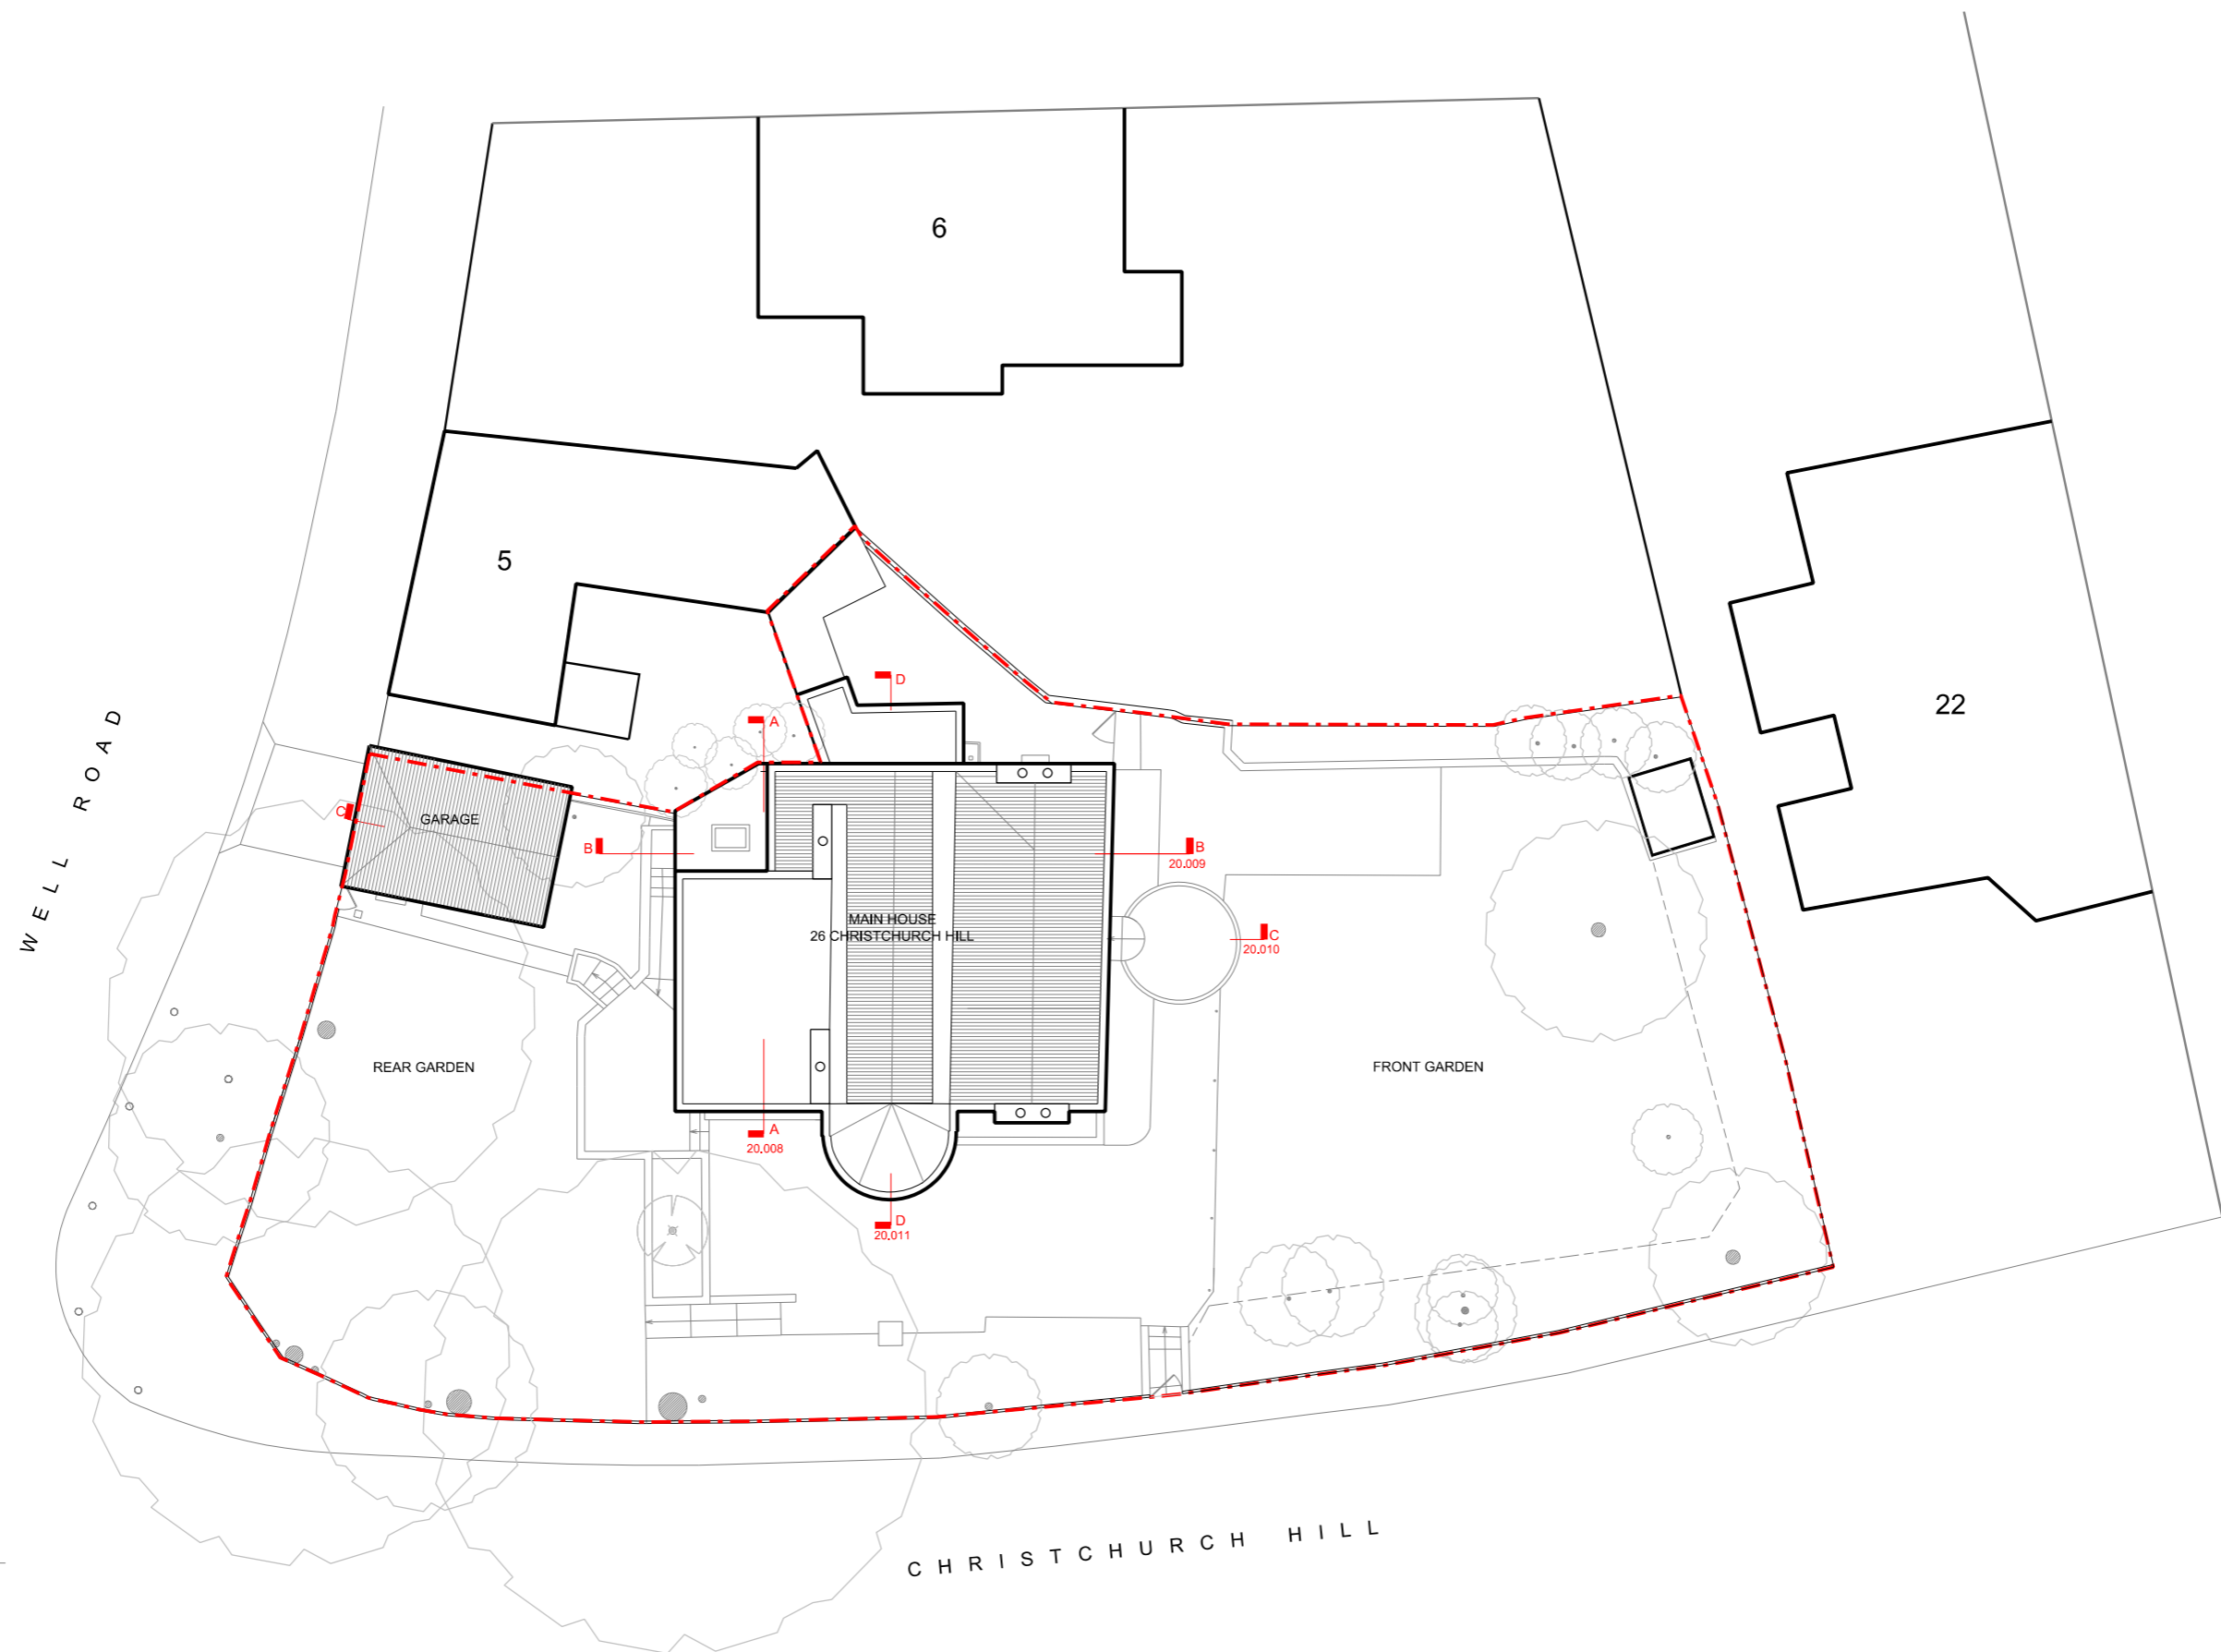 6
5
22
D
A
WELL ROAD
C
GARAGE
B
B
20.009
MAIN HOUSE
26 CHRISTCHURCH HILL
C
20.010
REAR GARDEN
FRONT GARDEN
A
20.008
D
20.011
CHRISTCHURCH HILL